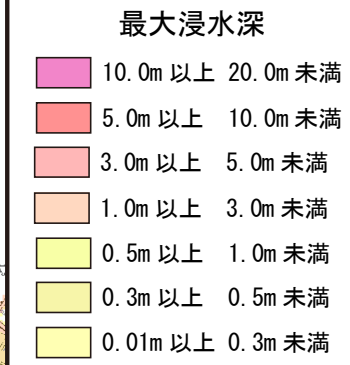 最大浸水深
10.0m 以上 20.0m 未満
5.0m 以上 10.0m 未満
3.0m 以上 5.0m 未満
1.0m 以上 3.0m 未満
0.5m 以上 1.0m 未満
0.3m 以上 0.5m 未満
0.01m 以上 0.3m 未満